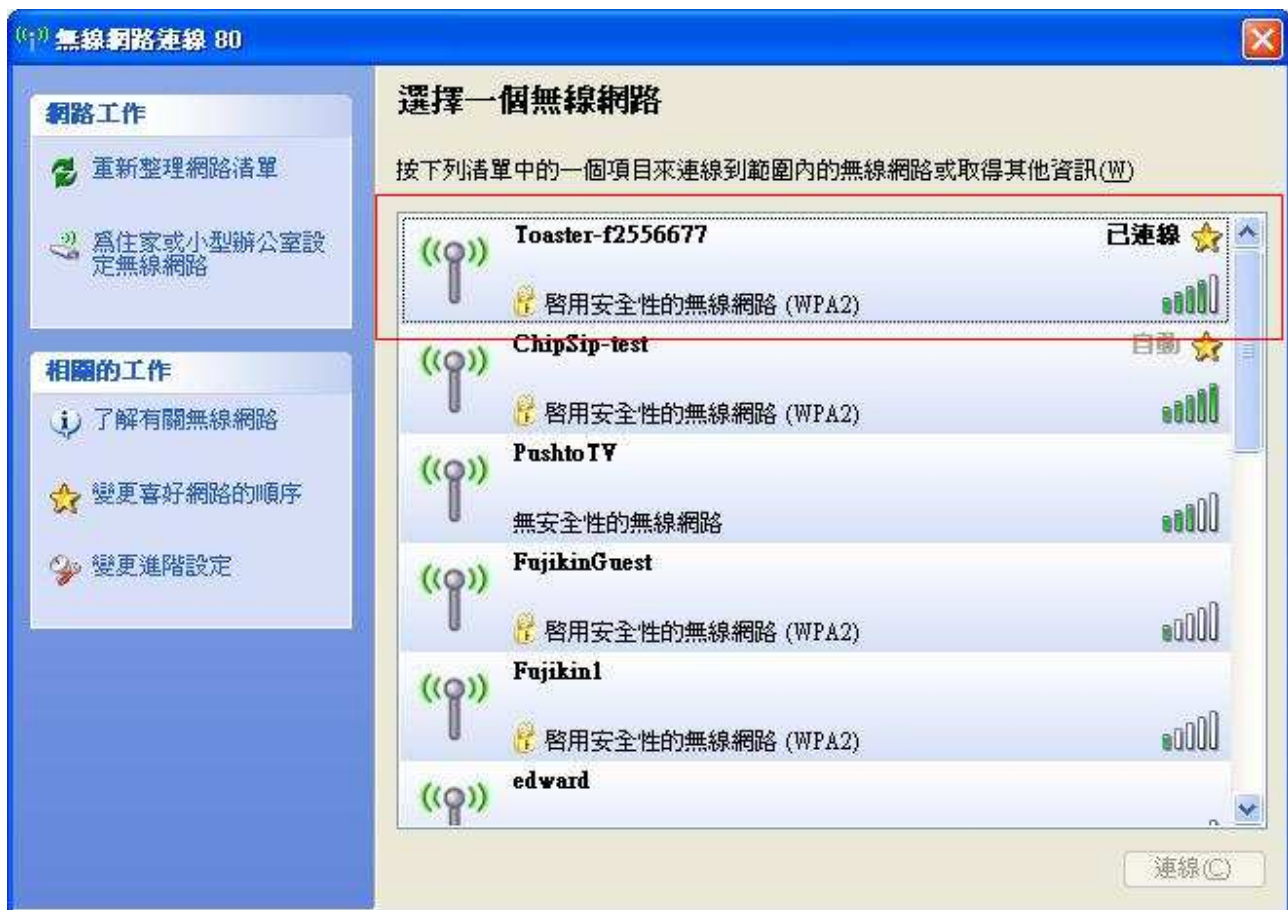 無線網路連線 80
網路工作
重新整理網路清單
為住家或小型辦公室設
定無線網路
相關的工作
了解有關無線網路
變更喜好網路的順序
變更進階設定
選擇一個無線網路
按下列清單中的一個項目來連線到範圍內的無線網路或取得其他資訊(W)
Toaster-f2556677
已連線
啓用安全性的無線網路 (WPA2)
ChipSip-test
自動
啓用安全性的無線網路 (WPA2)
PushtoTV
無安全性的無線網路
FujikinGuest
啓用安全性的無線網路 (WPA2)
Fujikin1
啓用安全性的無線網路 (WPA2)
edward
連線(C)